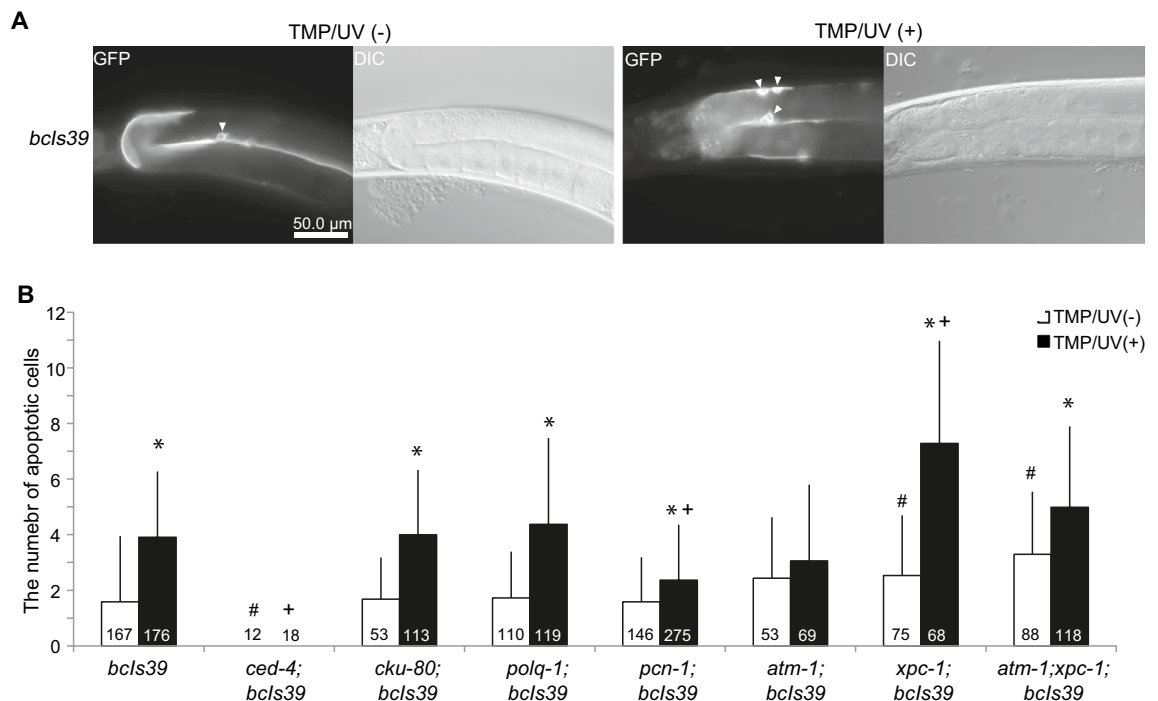 A
TMP/UV (-)
TMP/UV (+)
GFP
DIC
GFP
DIC
bcIs39
50.0 µm
B
The numebr of apoptotic cells
12
10
8
6
4
2
0
TMP/UV(-)
TMP/UV(+)
*
# +
*
*
* +
# * +
# *
167 176 12 18 53 113 110 119 146 275 53 69 75 68 88 118
bcIs39 ced-4; cku-80; polq-1; pcn-1; atm-1; xpc-1; atm-1;xpc-1;
bcIs39 bcIs39 bcIs39 bcIs39 bcIs39 bcIs39 bcIs39